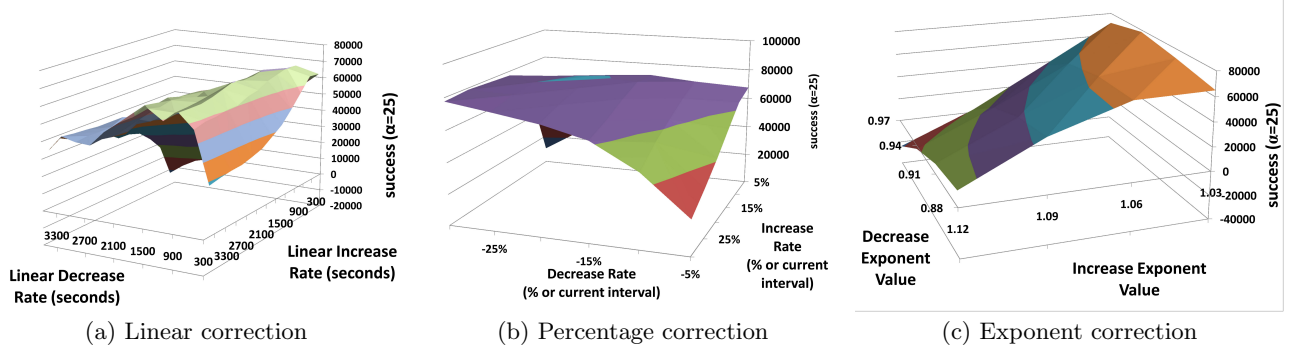 80000
70000
60000
50000
40000
30000
20000
10000
0
-10000
-20000
success (α=25)
3300 2700 2100 1500 900 300
3300 2700 2100 1500 900 300
Linear Decrease
Rate (seconds)
Linear Increase
Rate (seconds)
(a) Linear correction
100000
80000
60000
40000
20000
success (α=25)
5%
15%
25%
-25%
-15%
-5%
Decrease Rate
(% or current interval)
Increase
Rate
(% or current
interval)
(b) Percentage correction
80000
60000
40000
20000
0
-20000
-40000
success (α=25)
0.97
0.94
0.91
0.88
1.12
1.09
1.06
1.03
Decrease
Exponent
Value
Increase Exponent
Value
(c) Exponent correction